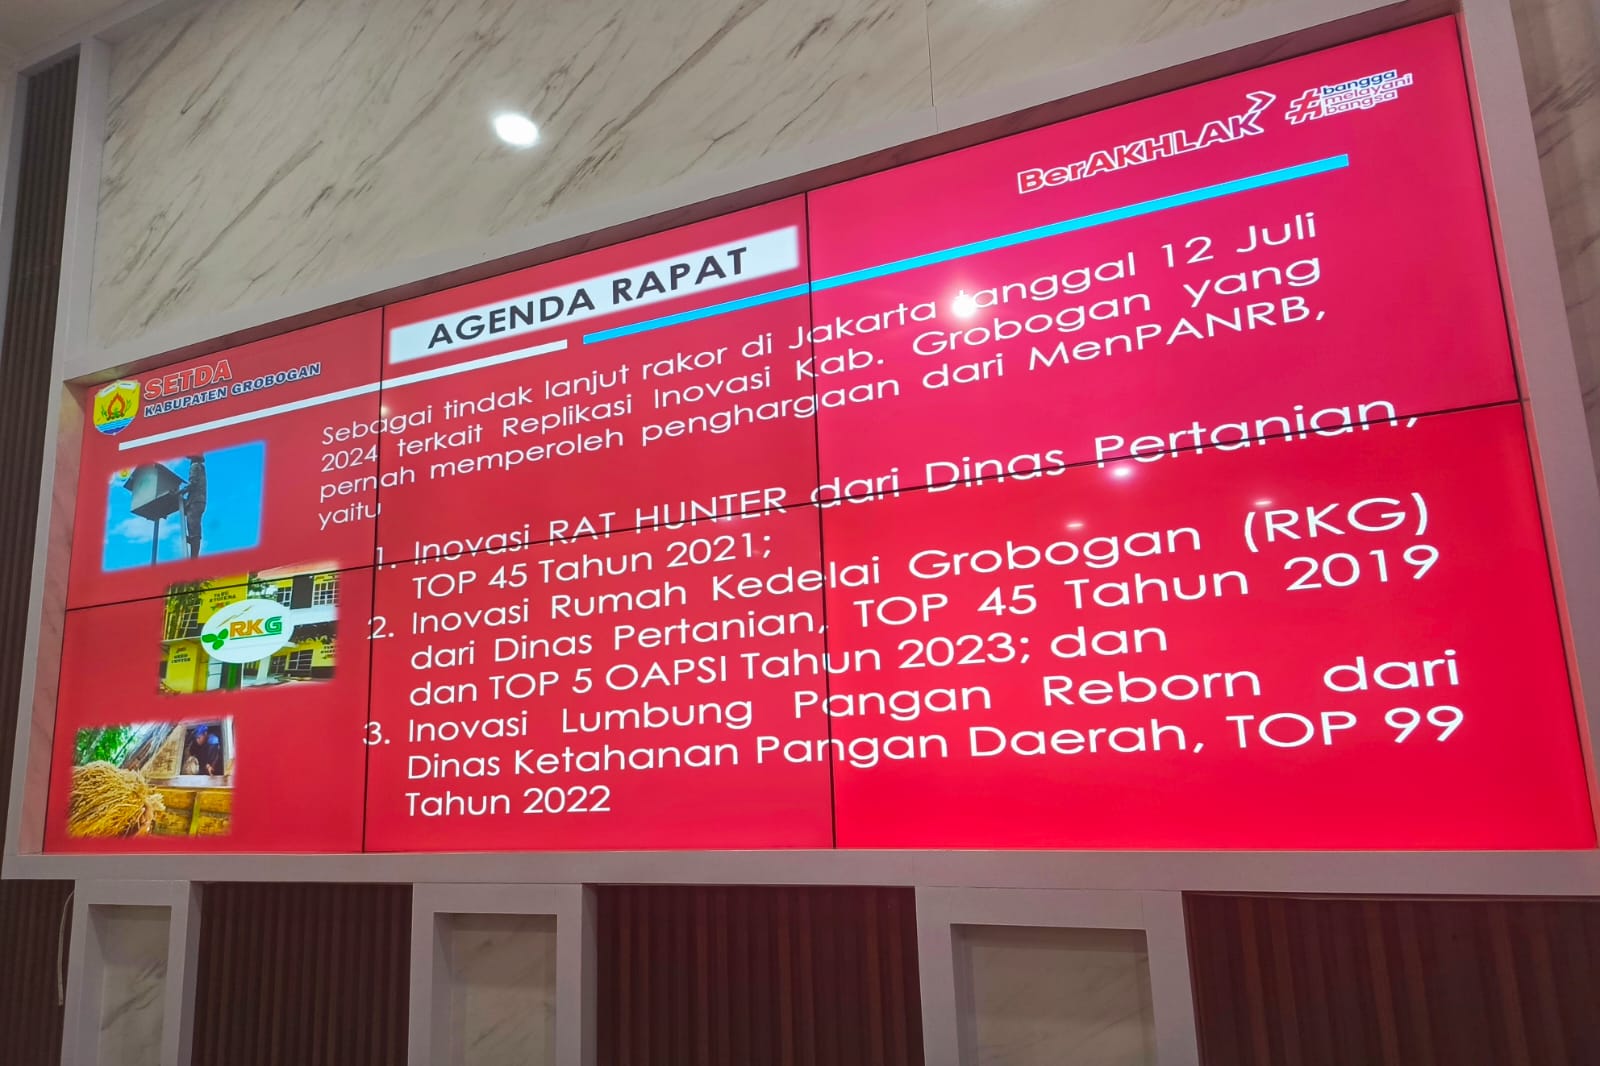 BerAKHLAK
#bangga
melayani
bangsa
AGENDA RAPAT
SETDA
KABUPATEN GROBOGAN
Sebagai tindak lanjut rakor di Jakarta tanggal 12 Juli
2024 terkait Replikasi Inovasi Kab. Grobogan yang
pernah memperoleh penghargaan dari MenPANRB,
yaitu
1. Inovasi RAT HUNTER dari Dinas Pertanian,
TOP 45 Tahun 2021;
2. Inovasi Rumah Kedelai Grobogan (RKG)
dari Dinas Pertanian, TOP 45 Tahun 2019
dan TOP 5 OAPSI Tahun 2023; dan
3. Inovasi Lumbung Pangan Reborn dari
Dinas Ketahanan Pangan Daerah, TOP 99
Tahun 2022
RKG